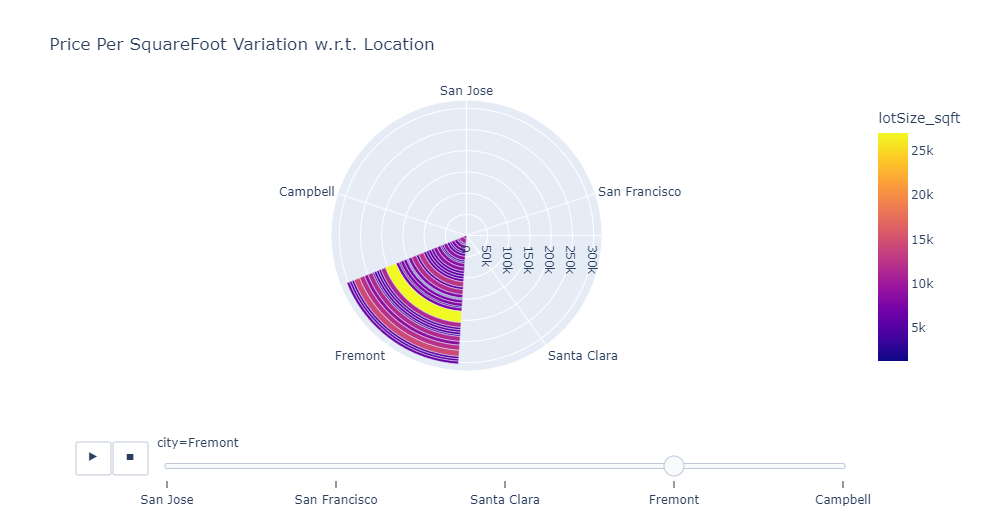 Price Per SquareFoot Variation w.r.t. Location
San Jose
San Francisco
Santa Clara
Fremont
Campbell
0
50k
100k
150k
200k
250k
300k
lotSize_sqft
25k
20k
15k
10k
5k
city=Fremont
San Jose
San Francisco
Santa Clara
Fremont
Campbell